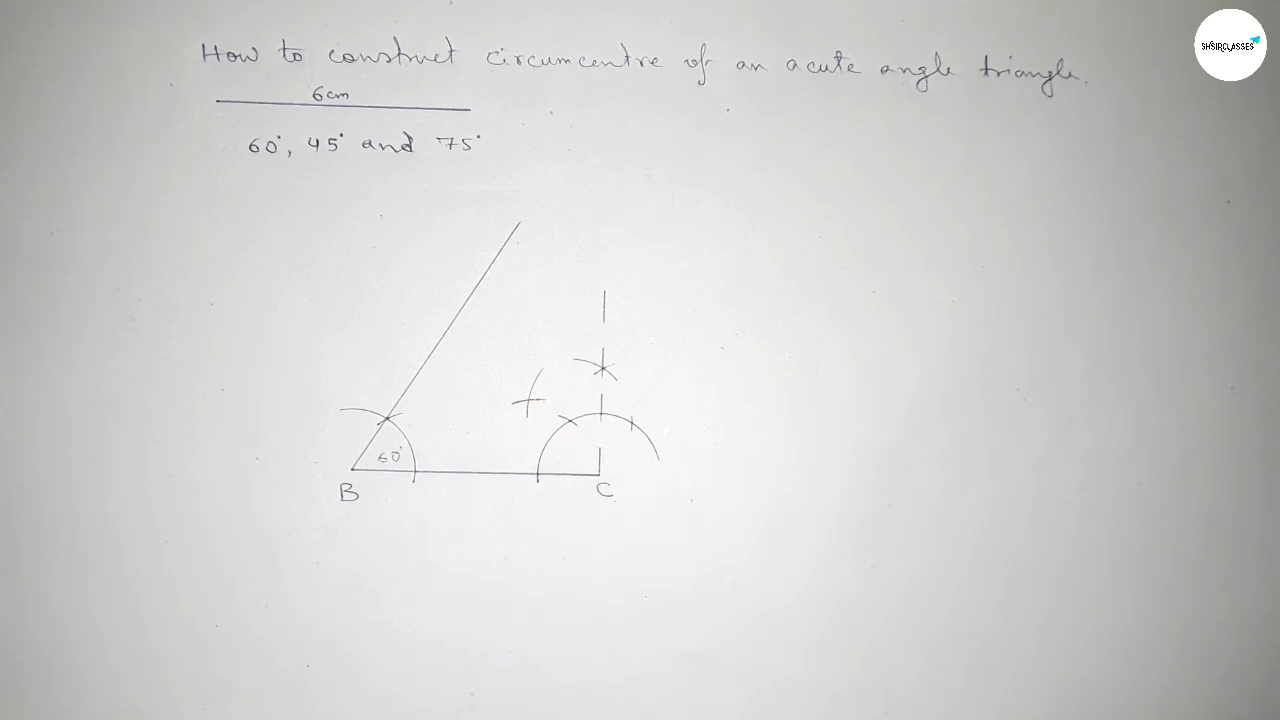 How to construct circumcentre of an acute angle triangle.
6cm
60°, 45° and 75°
60°
B
C
SHSIRCLASSES